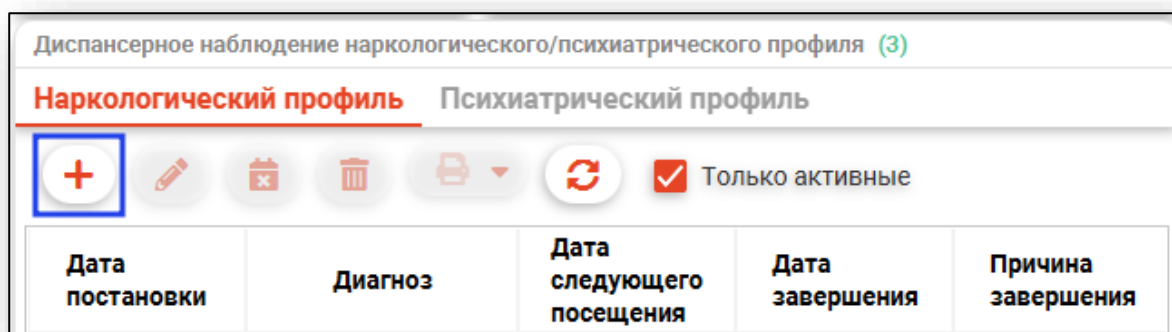 Диспансерное наблюдение наркологического/психиатрического профиля (3)
Наркологический профиль Психиатрический профиль
Только активные
Дата постановки
Диагноз
Дата следующего посещения
Дата завершения
Причина завершения